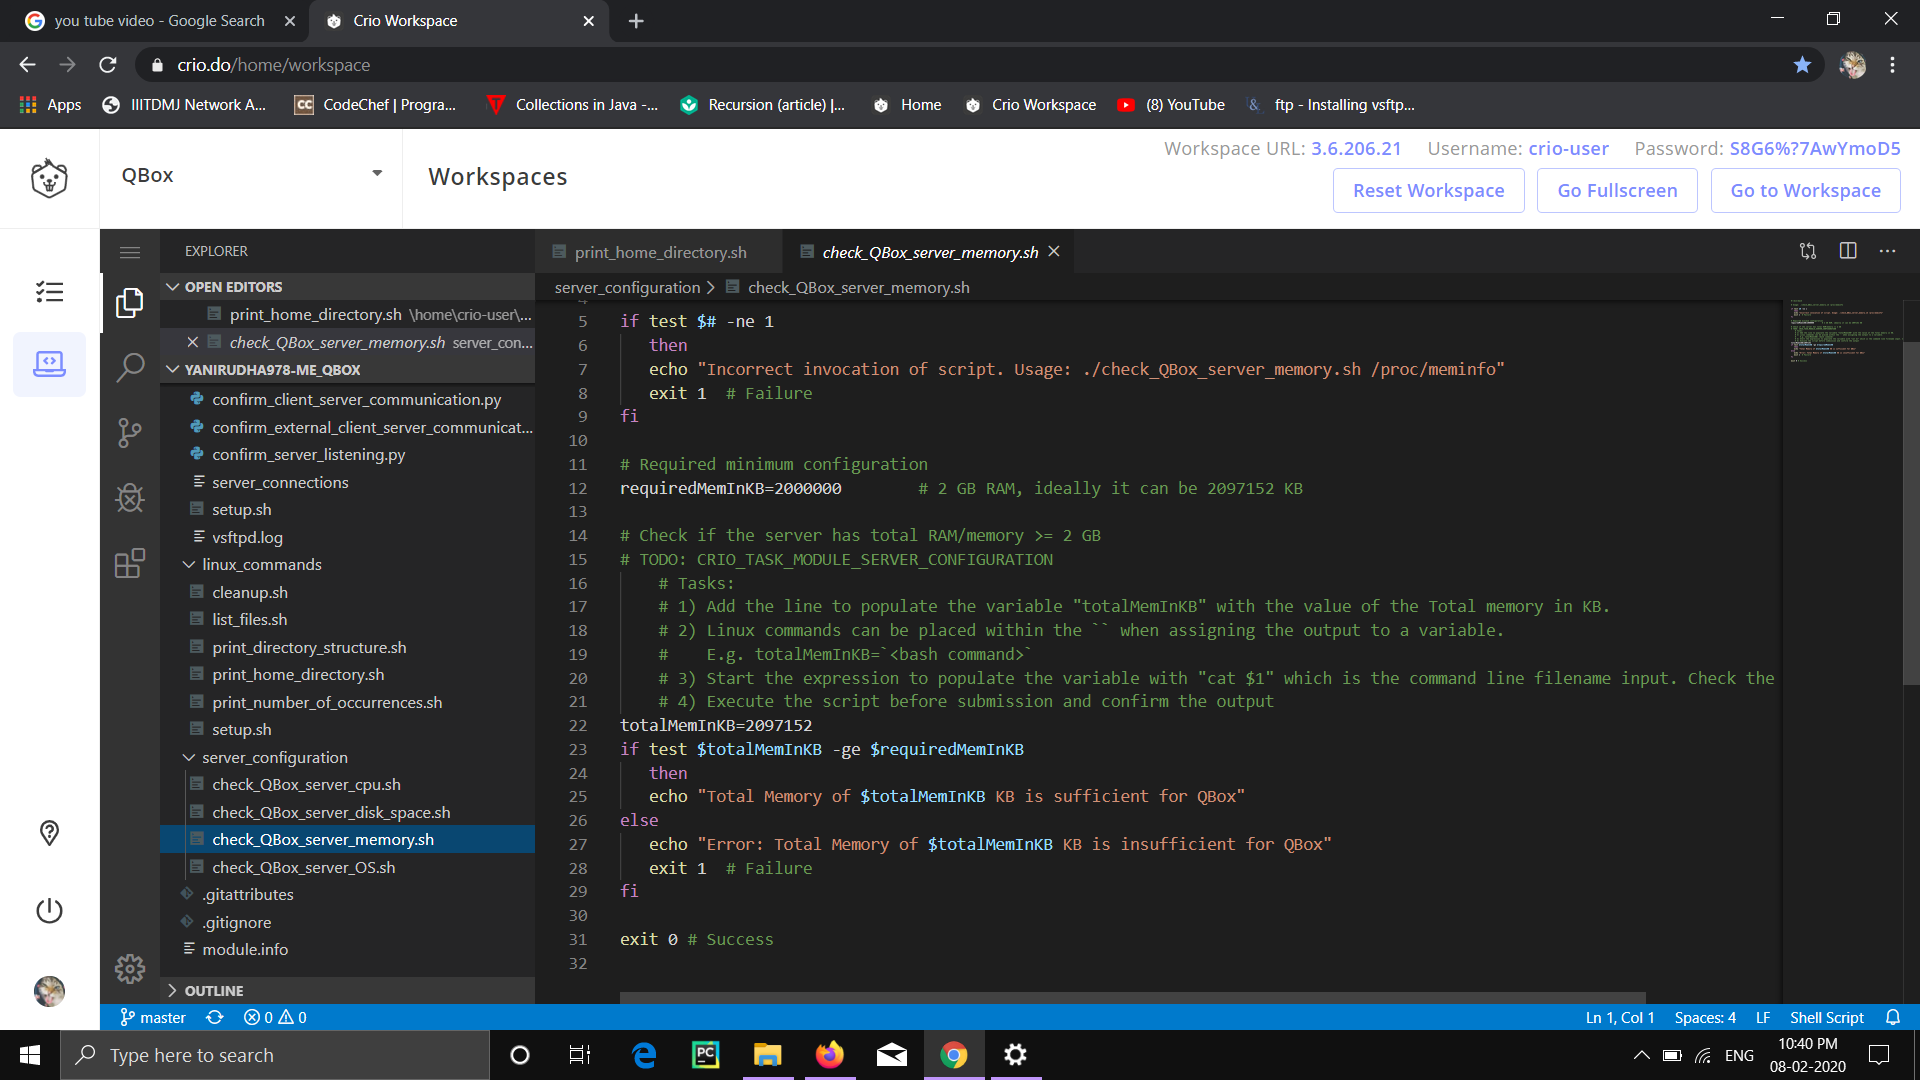 you tube video - Google Search
Crio Workspace
crio.do/home/workspace
Apps
IIITDMJ Network A...
CodeChef | Progra...
Collections in Java -...
Recursion (article) |...
Home
Crio Workspace
(8) YouTube
ftp - Installing vsftp...
QBox
Workspaces
Workspace URL: 3.6.206.21 Username: crio-user Password: S8G6%?7AwYmoD5
Reset Workspace
Go Fullscreen
Go to Workspace
EXPLORER
OPEN EDITORS
print_home_directory.sh \home\crio-user\...
check_QBox_server_memory.sh server_con...
YANIRUDHA978-ME_QBOX
confirm_client_server_communication.py
confirm_external_client_server_communicat...
confirm_server_listening.py
server_connections
setup.sh
vsftpd.log
linux_commands
cleanup.sh
list_files.sh
print_directory_structure.sh
print_home_directory.sh
print_number_of_occurrences.sh
setup.sh
server_configuration
check_QBox_server_cpu.sh
check_QBox_server_disk_space.sh
check_QBox_server_memory.sh
check_QBox_server_OS.sh
.gitattributes
.gitignore
module.info
OUTLINE
print_home_directory.sh
check_QBox_server_memory.sh
server_configuration > check_QBox_server_memory.sh
5 if test $# -ne 1
6 then
7 echo "Incorrect invocation of script. Usage: ./check_QBox_server_memory.sh /proc/meminfo"
8 exit 1 # Failure
9 fi
10
11 # Required minimum configuration
12 requiredMemInKB=2000000 # 2 GB RAM, ideally it can be 2097152 KB
13
14 # Check if the server has total RAM/memory >= 2 GB
15 # TODO: CRIO_TASK_MODULE_SERVER_CONFIGURATION
16 # Tasks:
17 # 1) Add the line to populate the variable "totalMemInKB" with the value of the Total memory in KB.
18 # 2) Linux commands can be placed within the `` when assigning the output to a variable.
19 # E.g. totalMemInKB=`<bash command>`
20 # 3) Start the expression to populate the variable with "cat $1" which is the command line filename input. Check the
21 # 4) Execute the script before submission and confirm the output
22 totalMemInKB=2097152
23 if test $totalMemInKB -ge $requiredMemInKB
24 then
25 echo "Total Memory of $totalMemInKB KB is sufficient for QBox"
26 else
27 echo "Error: Total Memory of $totalMemInKB KB is insufficient for QBox"
28 exit 1 # Failure
29 fi
30
31 exit 0 # Success
32
master
0 0
Ln 1, Col 1
Spaces: 4
LF
Shell Script
Type here to search
ENG
10:40 PM
08-02-2020